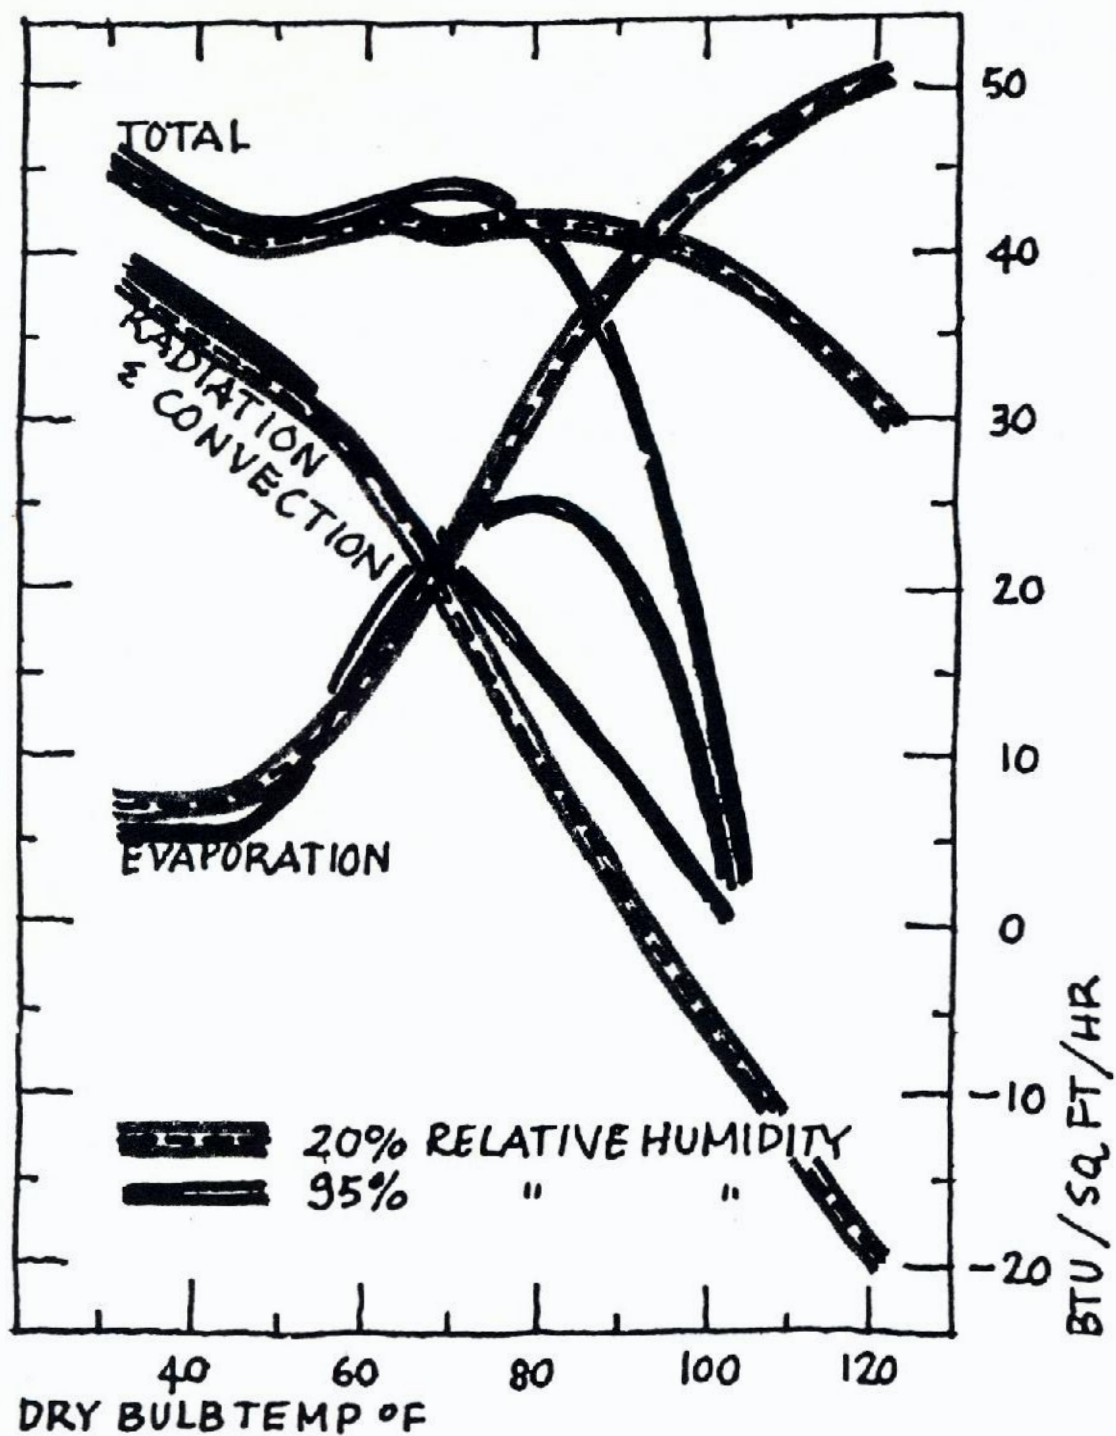 50
TOTAL
40
RADIATION
& CONVECTION
30
20
10
EVAPORATION
0
-10
20% RELATIVE HUMIDITY
95% " "
-20
BTU/SQ FT/HR
40 60 80 100 120
DRY BULB TEMP °F